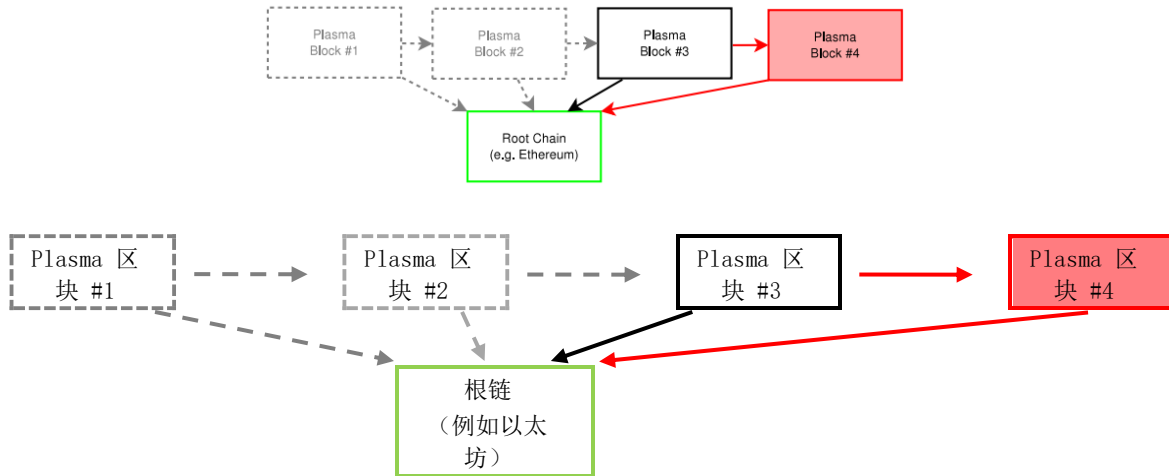 Plasma
Block #1
Plasma
Block #2
Plasma
Block #3
Plasma
Block #4
Root Chain
(e.g. Ethereum)
Plasma 区
块 #1
Plasma 区
块 #2
Plasma 区
块 #3
Plasma 区
块 #4
根链
（例如以太
坊）